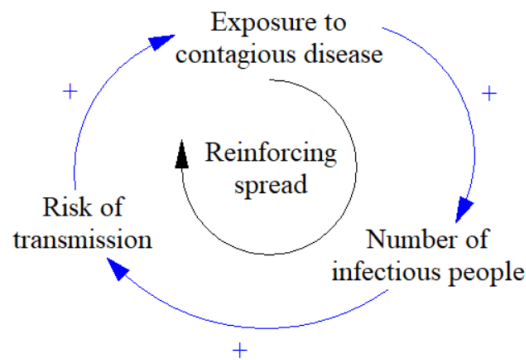 Exposure to
contagious disease
+
+
Reinforcing
spread
Risk of
transmission
Number of
infectious people
+